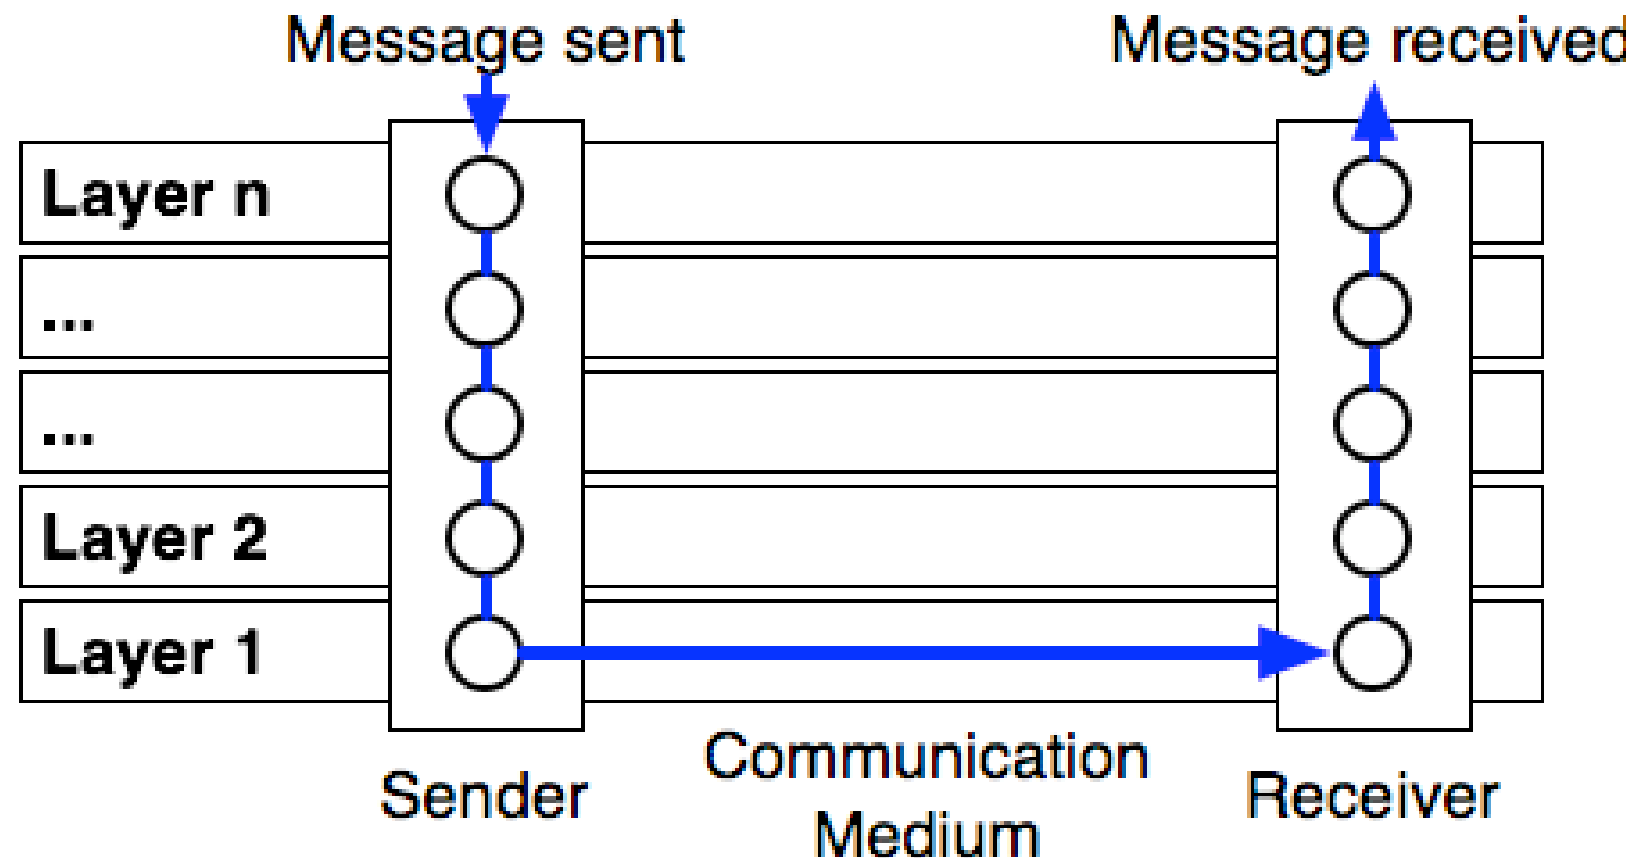 Message sent
Message received
Layer n
...
...
Layer 2
Layer 1
Sender
Communication
Medium
Receiver